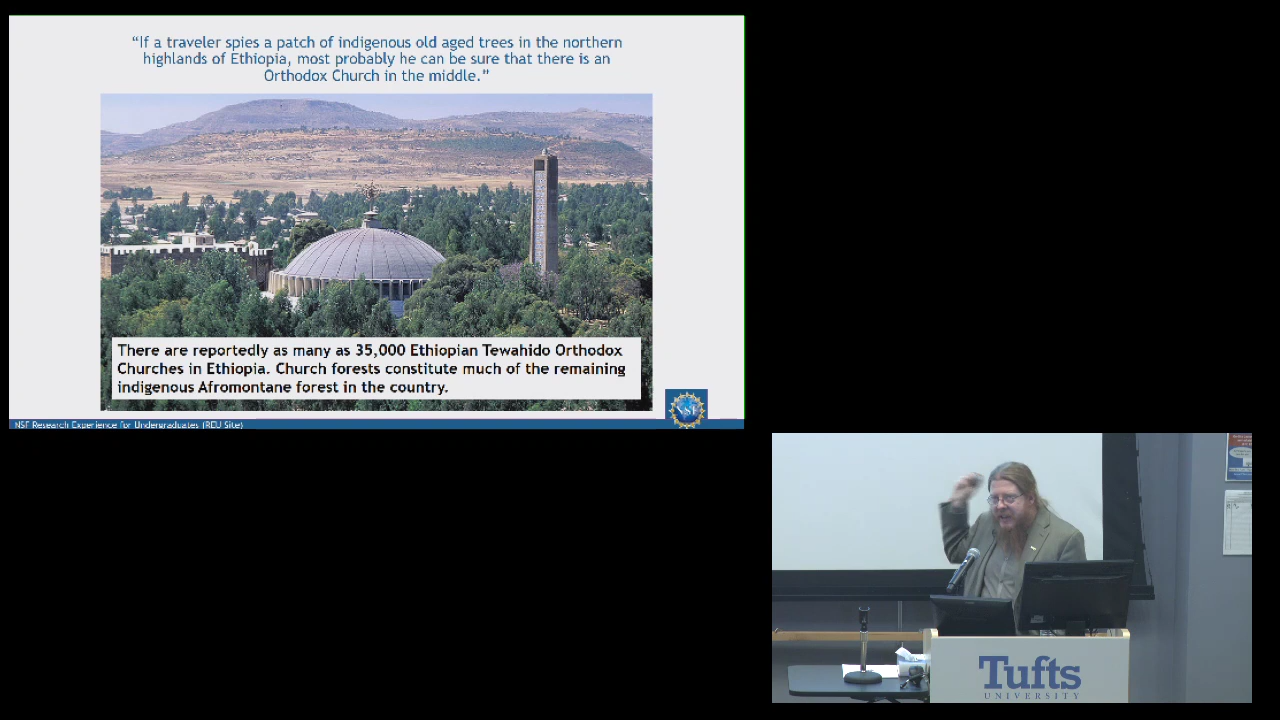 “If a traveler spies a patch of indigenous old aged trees in the northern
highlands of Ethiopia, most probably he can be sure that there is an
Orthodox Church in the middle.”
There are reportedly as many as 35,000 Ethiopian Tewahido Orthodox
Churches in Ethiopia. Church forests constitute much of the remaining
indigenous Afromontane forest in the country.
NSF
NSF Research Experience for Undergraduates (REU Site)
Tufts
UNIVERSITY